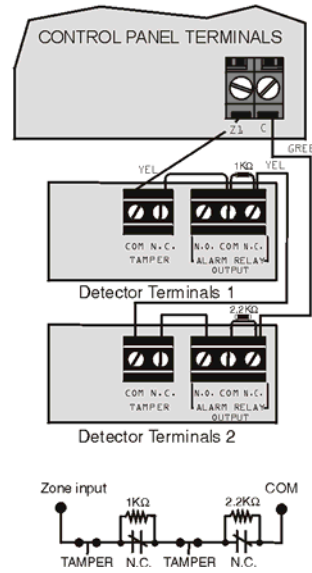 CONTROL PANEL TERMINALS
Z1 C
GREE
YEL 1KΩ YEL
COM N.C. N.O. COM N.C.
TAMPER ALARM RELAY
OUTPUT
Detector Terminals 1
2.2KΩ
COM N.C. N.O. COM N.C.
TAMPER ALARM RELAY
OUTPUT
Detector Terminals 2
Zone input COM
1KΩ 2.2KΩ
TAMPER N.C. TAMPER N.C.